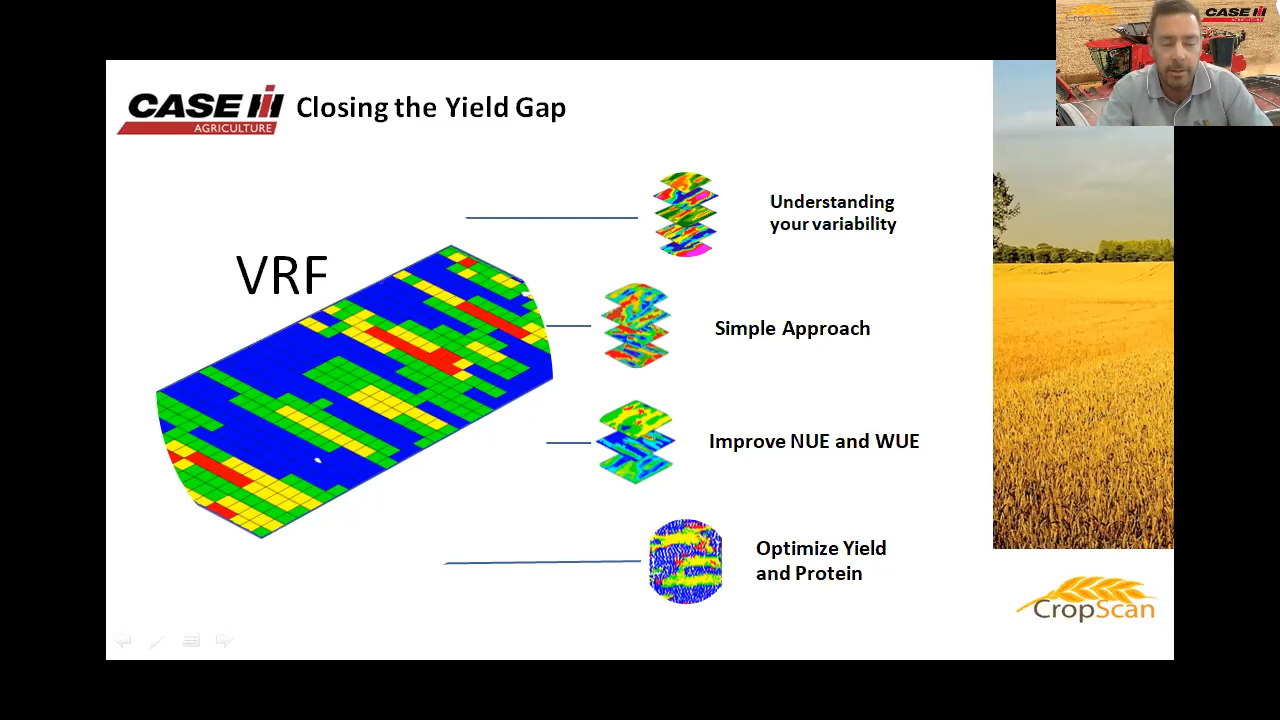 CropScan
CASE IH
CASE IH
AGRICULTURE
Closing the Yield Gap
VRF
Understanding
your variability
Simple Approach
Improve NUE and WUE
Optimize Yield
and Protein
CropScan